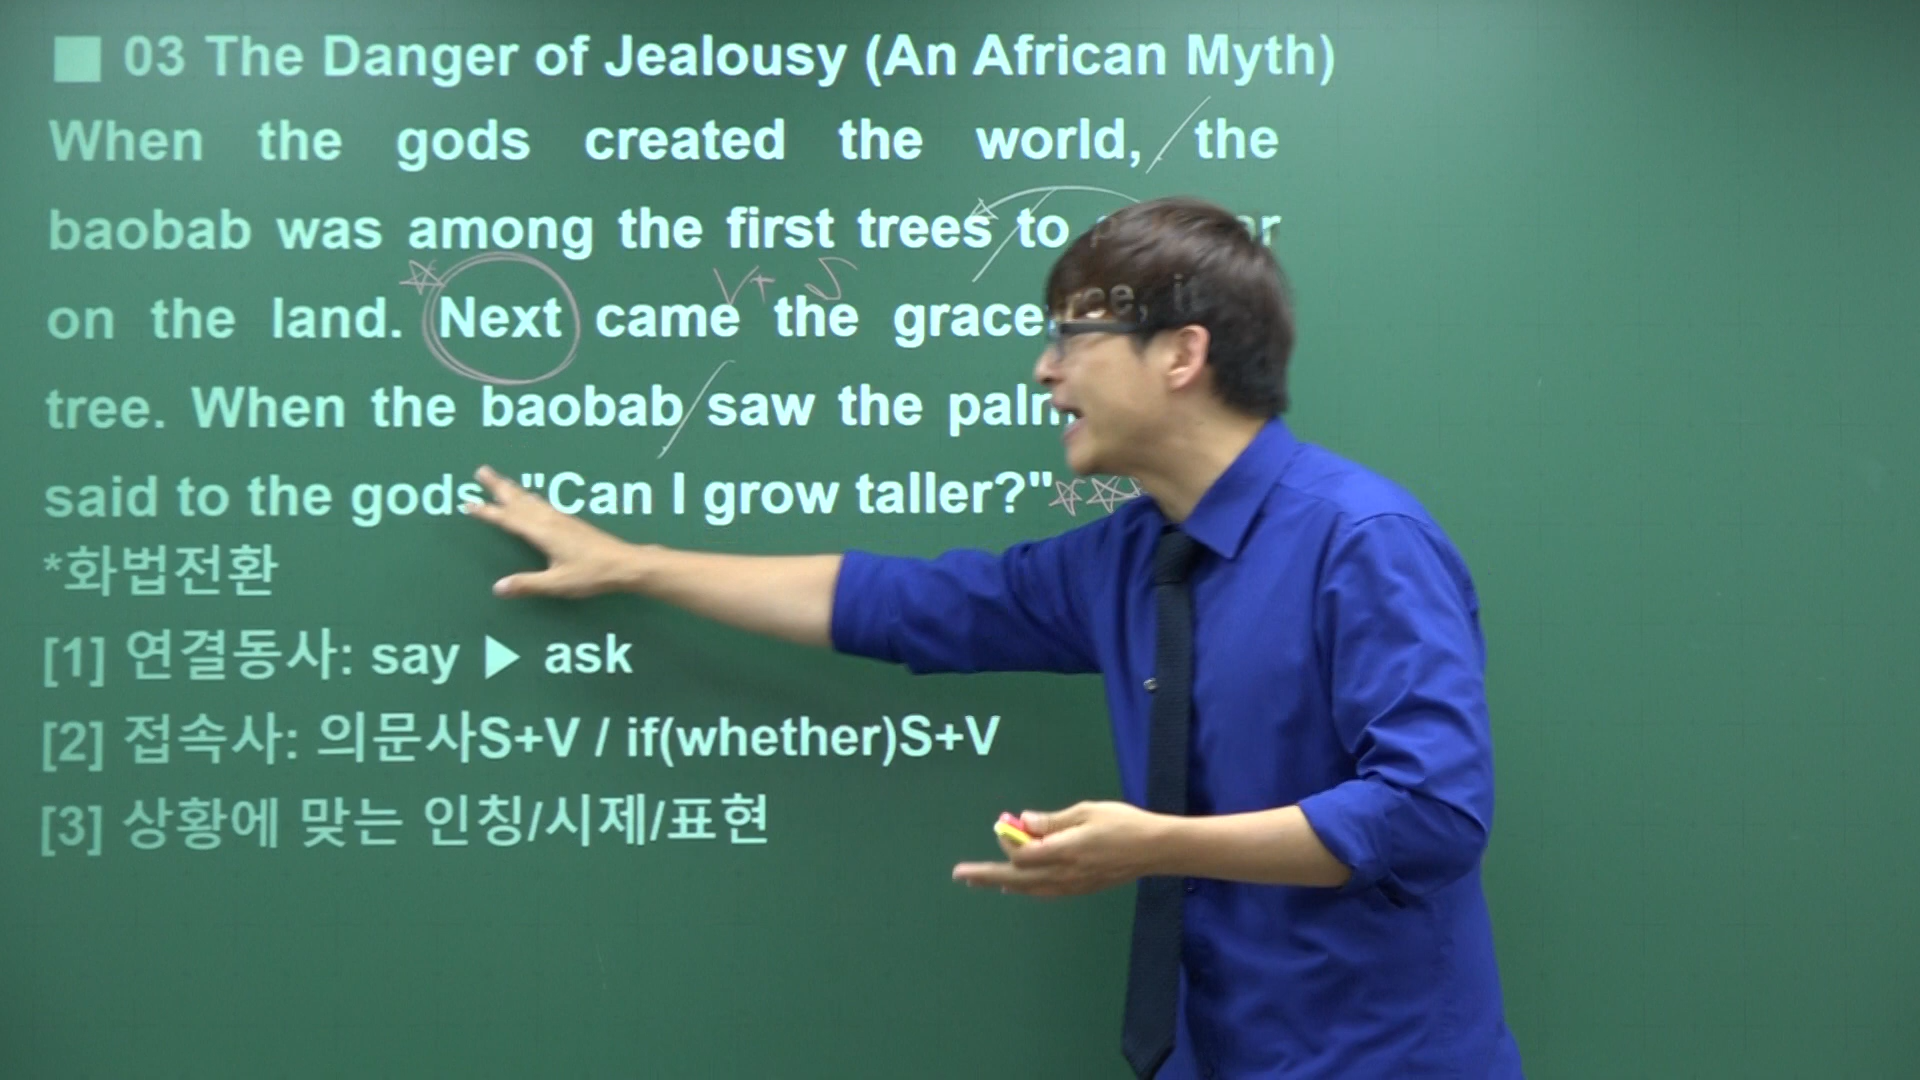 ■ 03 The Danger of Jealousy (An African Myth)
When the gods created the world, the
baobab was among the first trees to
on the land. Next came the
V+S
tree. When the baobab saw the
said to the gods, "Can I grow taller?"
*화법전환
[1] 연결동사: say ▶ ask
[2] 접속사: 의문사S+V / if(whether)S+V
[3] 상황에 맞는 인칭/시제/표현